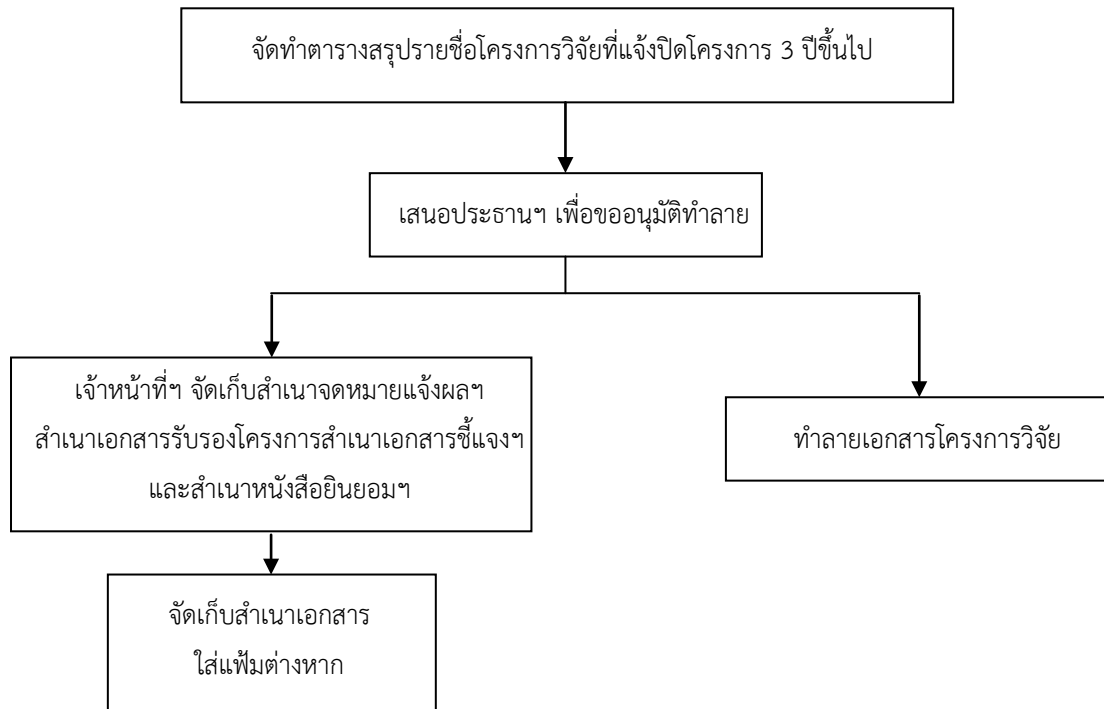 จัดทำตารางสรุปรายชื่อโครงการวิจัยที่แจ้งปิดโครงการ 3 ปีขึ้นไป
เสนอประธานฯ เพื่อขออนุมัติทำลาย
เจ้าหน้าที่ฯ จัดเก็บสำเนาจดหมายแจ้งผลฯ
สำเนาเอกสารรับรองโครงการสำเนาเอกสารชี้แจงฯ
และสำเนาหนังสือยินยอมฯ
ทำลายเอกสารโครงการวิจัย
จัดเก็บสำเนาเอกสาร
ใส่แฟ้มต่างหาก